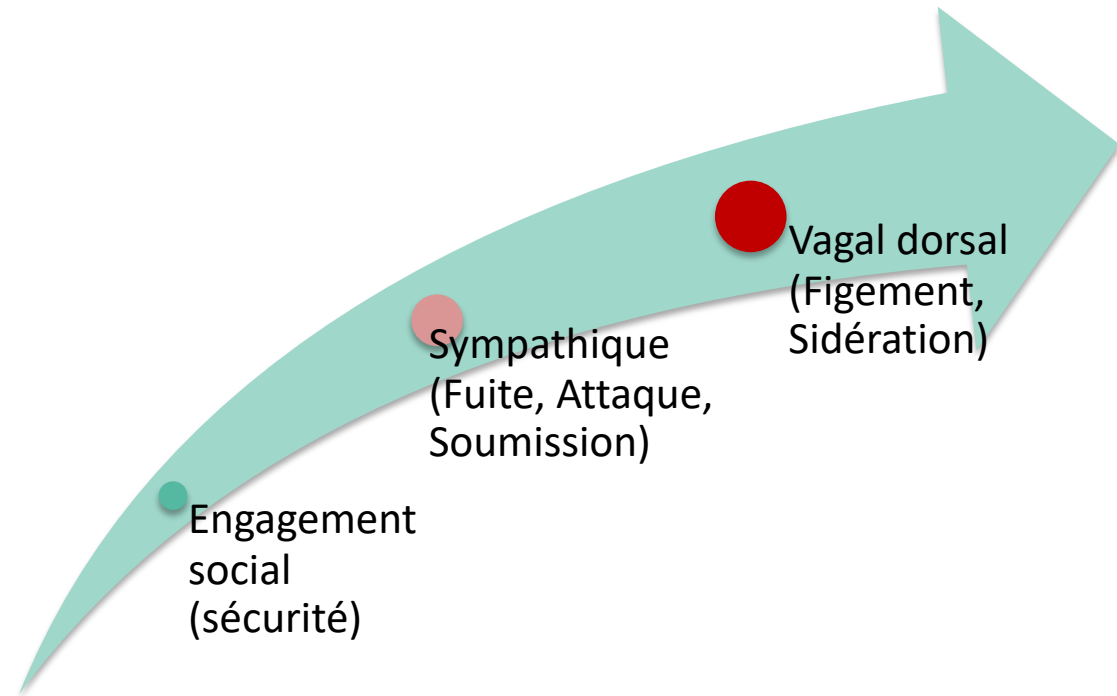 Engagement
social
(sécurité)
Sympathique
(Fuite, Attaque,
Soumission)
Vagal dorsal
(Figement,
Sidération)